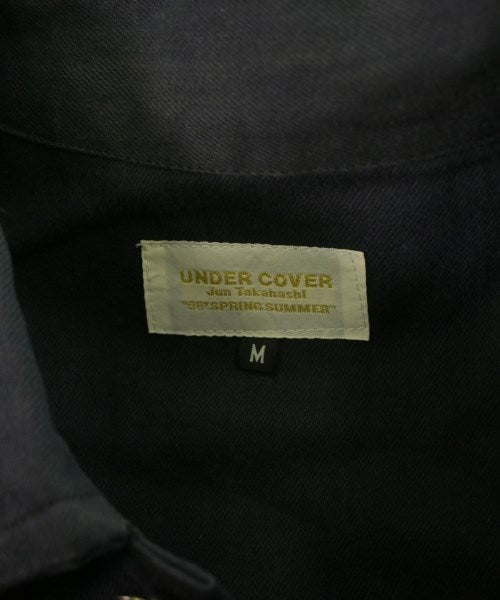 UNDER COVER
Jun Takahashi
"98"SPRING SUMMER"
M